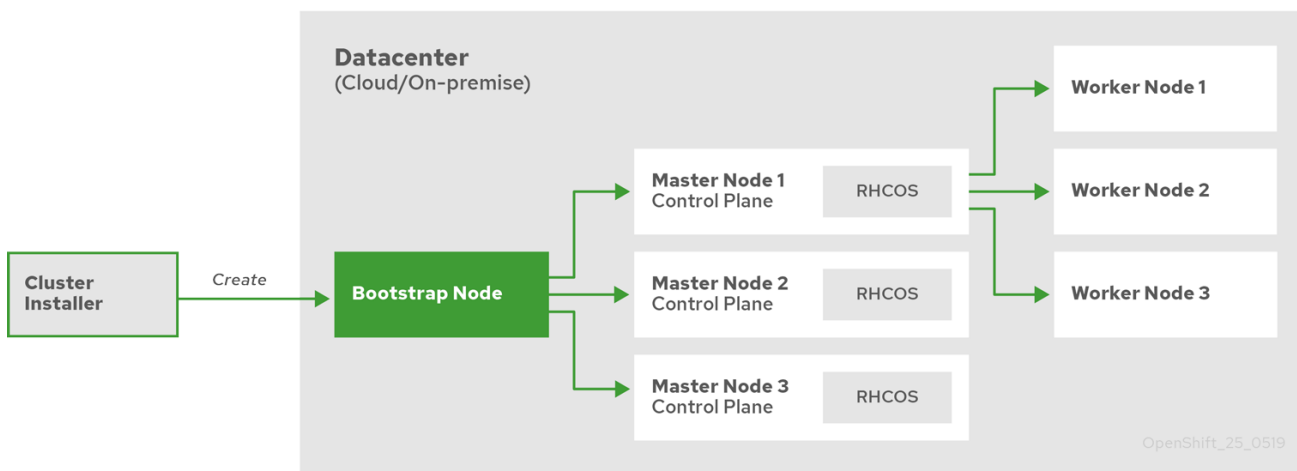 Datacenter
(Cloud/On-premise)
Cluster
Installer
Create
Bootstrap Node
Master Node 1
Control Plane
RHCOS
Master Node 2
Control Plane
RHCOS
Master Node 3
Control Plane
RHCOS
Worker Node 1
Worker Node 2
Worker Node 3
OpenShift_25_0519